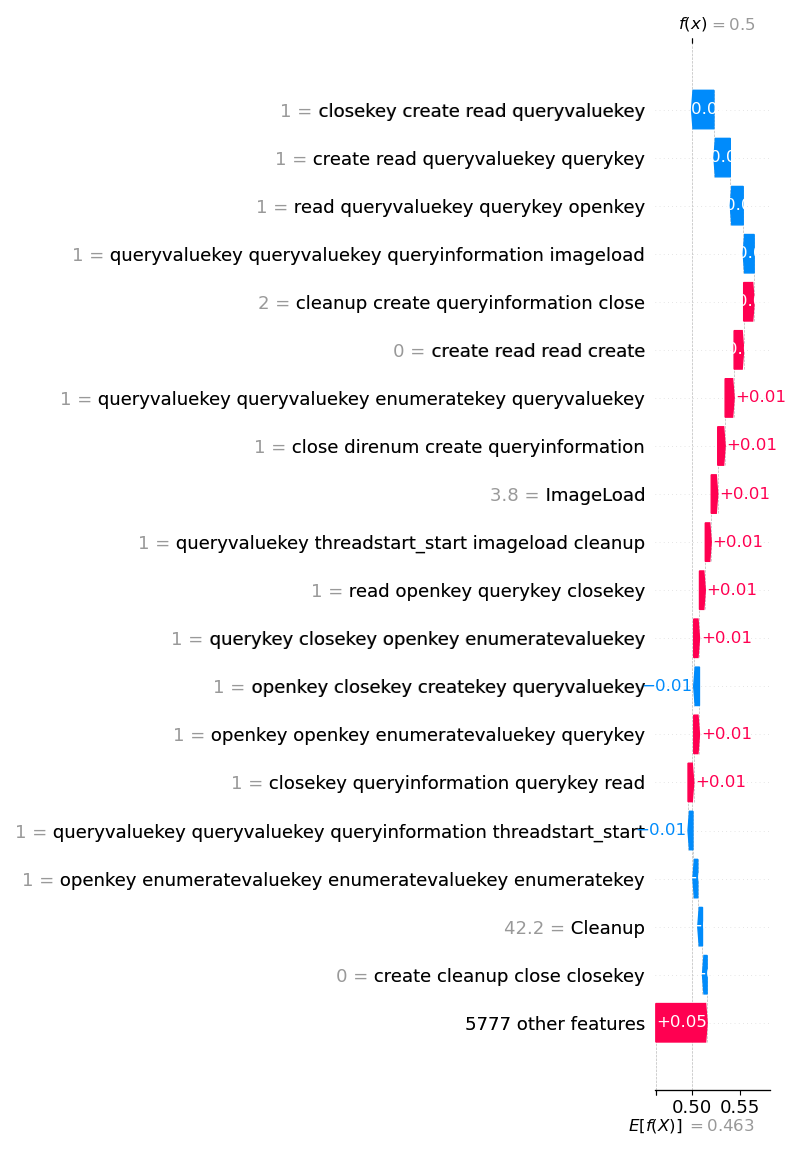 f(x) = 0.5
1 = closekey create read queryvaluekey
1 = create read queryvaluekey querykey
1 = read queryvaluekey querykey openkey
1 = queryvaluekey queryvaluekey queryinformation imageload
2 = cleanup create queryinformation close
0 = create read read create
1 = queryvaluekey queryvaluekey enumeratekey queryvaluekey +0.01
1 = close direnum create queryinformation +0.01
3.8 = ImageLoad +0.01
1 = queryvaluekey threadstart_start imageload cleanup +0.01
1 = read openkey querykey closekey +0.01
1 = querykey closekey openkey enumeratevaluekey +0.01
1 = openkey closekey createkey queryvaluekey −0.01
1 = openkey openkey enumeratevaluekey querykey +0.01
1 = closekey queryinformation querykey read +0.01
1 = queryvaluekey queryvaluekey queryinformation threadstart_start −0.01
1 = openkey enumeratevaluekey enumeratevaluekey enumeratekey
42.2 = Cleanup
0 = create cleanup close closekey
5777 other features +0.05
0.50 0.55
E[f(X)] = 0.463